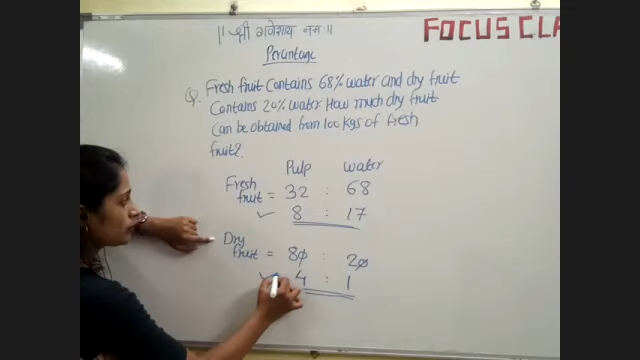 || श्री गणेशाय नमः ||
FOCUS CLA
Percentage
Q. Fresh fruit Contains 68% water and dry fruit
Contains 20% water How much dry fruit
Can be obtained from 100 kgs of fresh
fruit?
Pulp water
Fresh fruit = 32 : 68
✓ 8 : 17
Dry fruit = 80 : 20
✓ 4 : 1